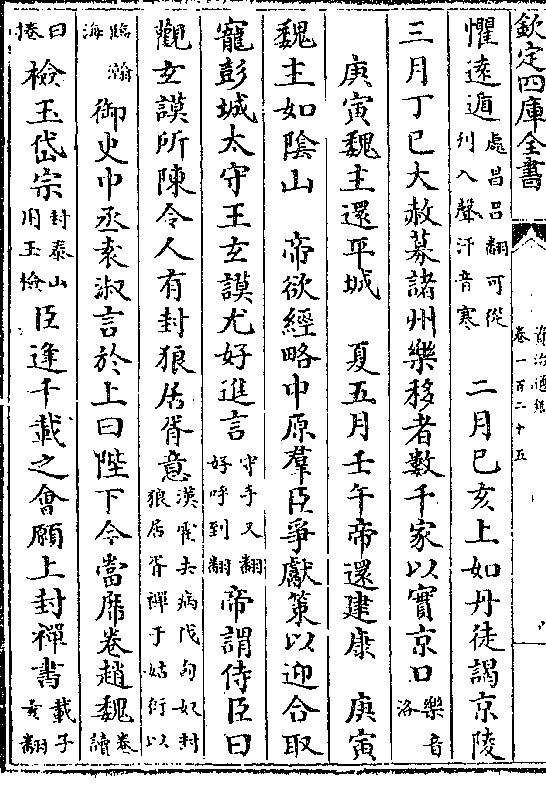 欽定四庫全書
資治通鑑
卷一百二十五
懼遠遁處昌呂翻可從刋入聲汗音寒 二月己亥上如丹徒謁京陵
三月丁巳大赦募諸州樂移者數千家以實京口樂音洛
庚寅魏主還平城 夏五月壬午帝還建康 庚寅
魏主如陰山 帝欲經略中原羣臣爭獻策以迎合取
寵彭城太守王玄謨尤好進言守手又翻好呼到翻帝謂侍臣曰
觀玄謨所陳令人有封狼居胥意漢霍去病伐匈奴封狼居胥禪于姑衍以
臨瀚海御史中丞袁淑言於上曰陛下今當席卷趙魏卷讀
曰捲檢玉岱宗封泰山用玉檢臣逢千載之會願上封禪書載子亥翻